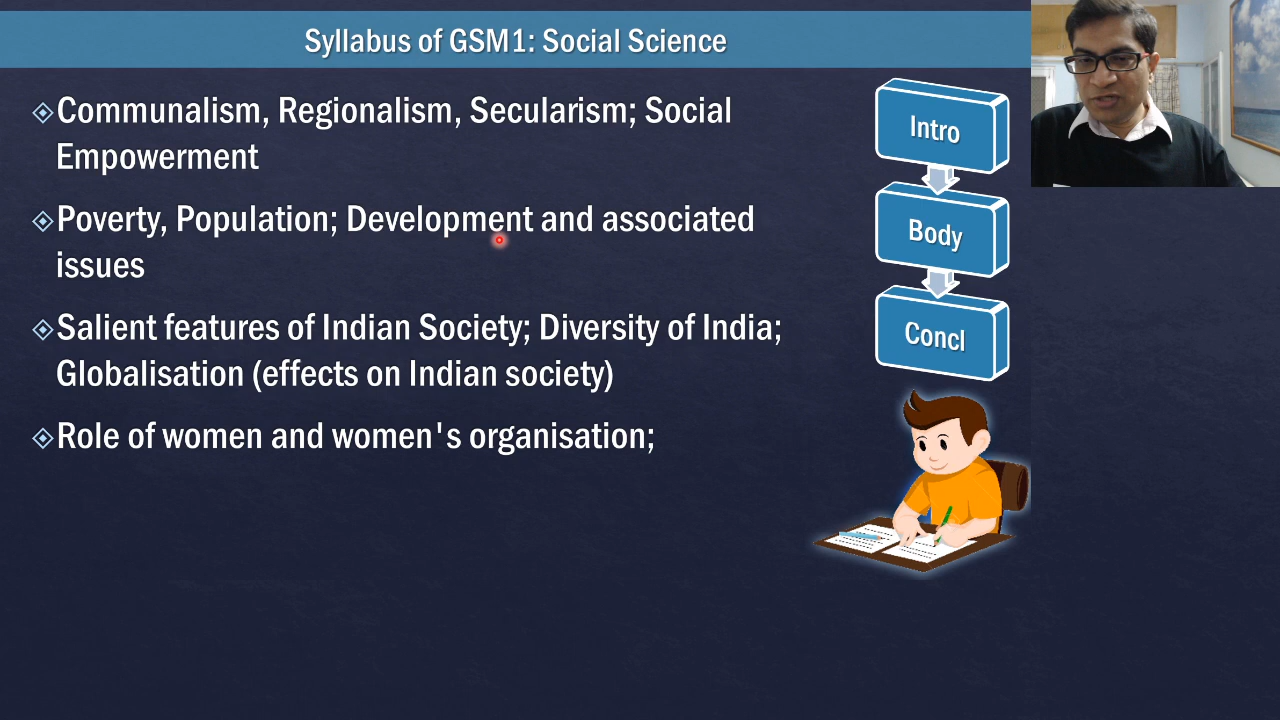 Syllabus of GSM1: Social Science
Communalism, Regionalism, Secularism; Social
Empowerment
Poverty, Population; Development and associated
issues
Salient features of Indian Society; Diversity of India;
Globalisation (effects on Indian society)
Role of women and women's organisation;
Intro
Body
Concl